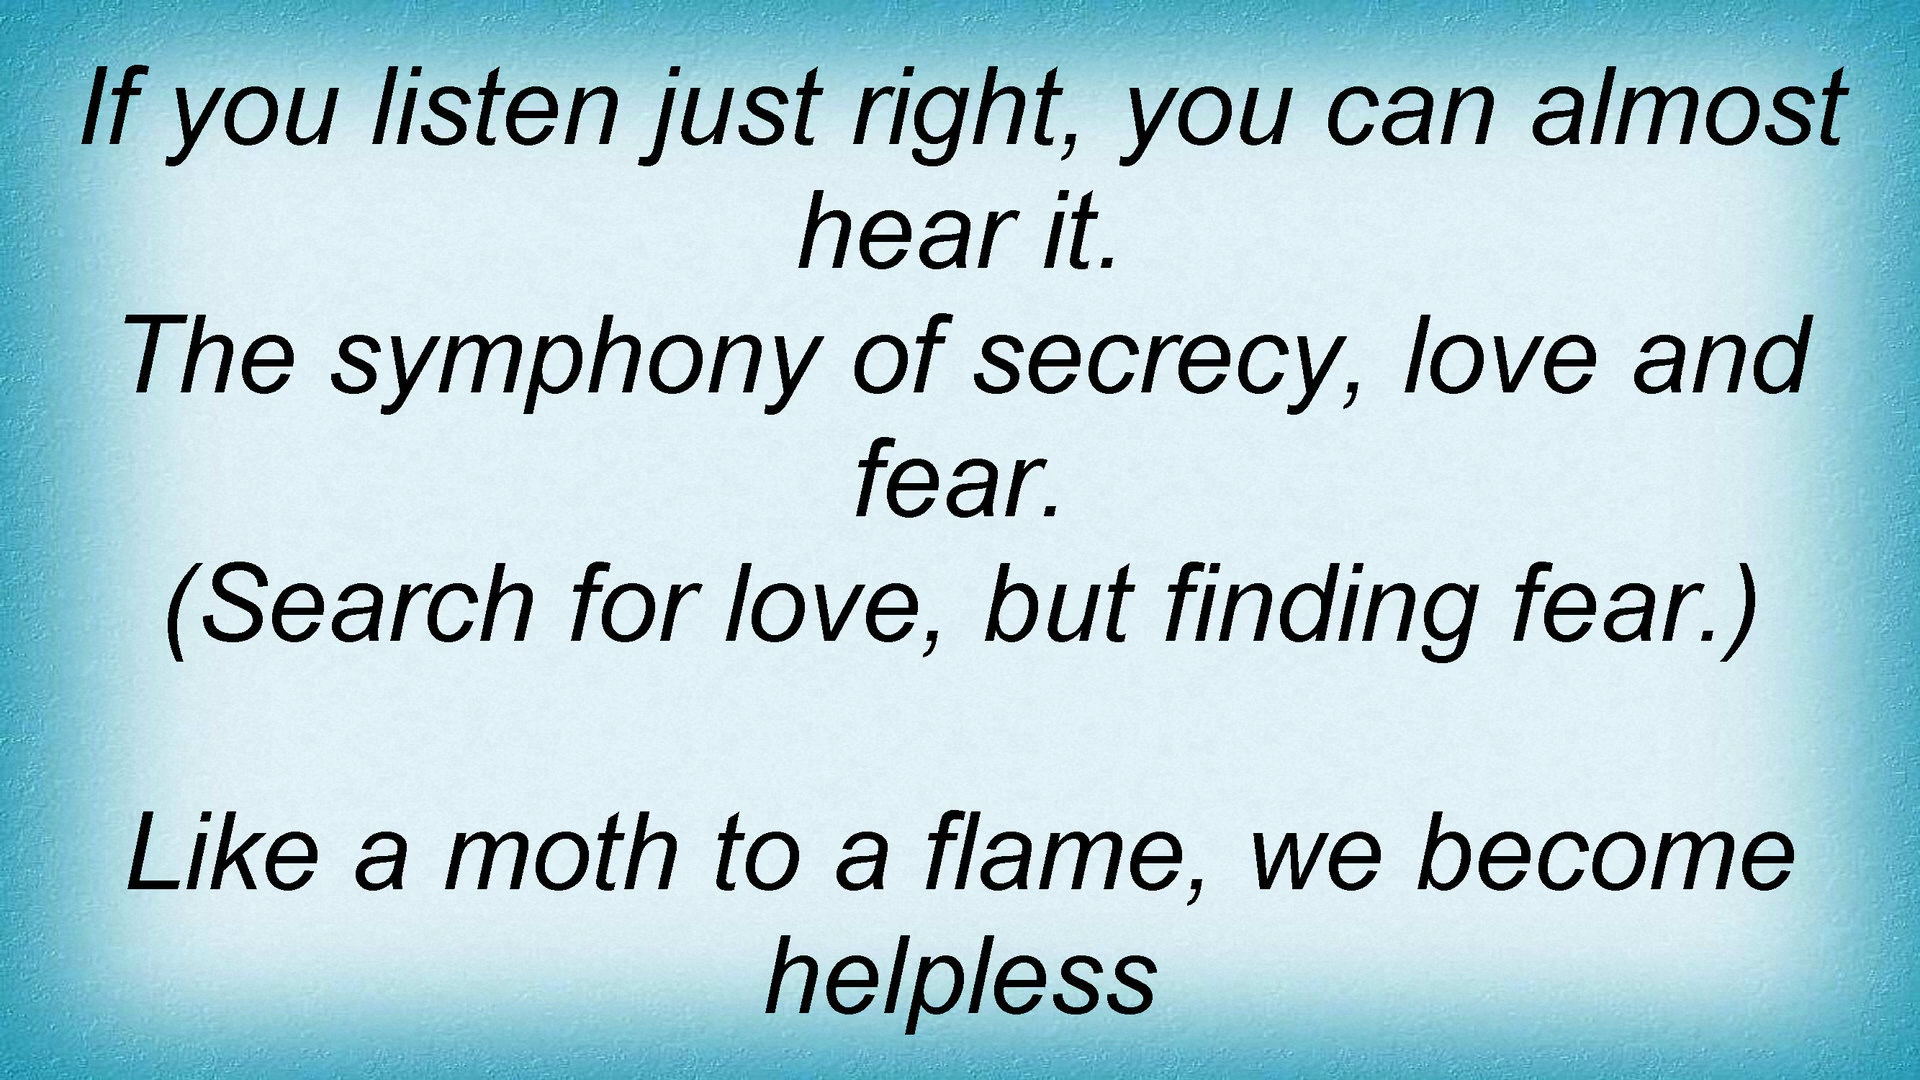 If you listen just right, you can almost
hear it.
The symphony of secrecy, love and
fear.
(Search for love, but finding fear.)
Like a moth to a flame, we become
helpless